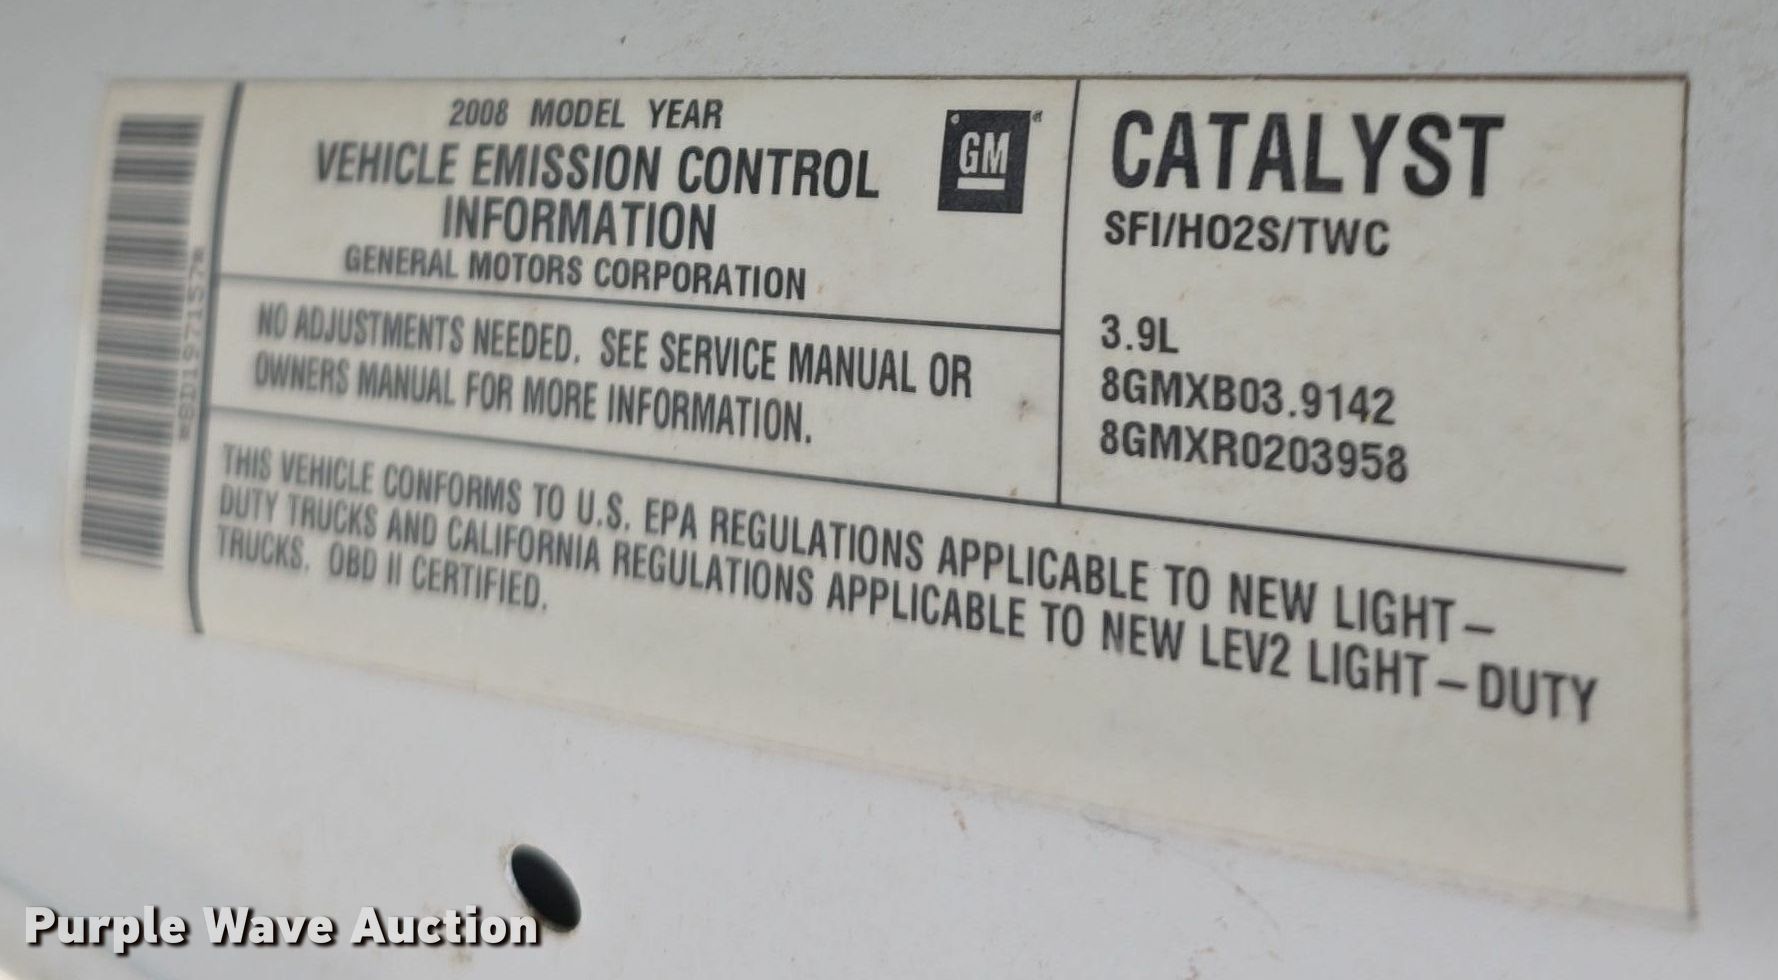 2008 MODEL YEAR
VEHICLE EMISSION CONTROL
INFORMATION
GENERAL MOTORS CORPORATION
GM
NO ADJUSTMENTS NEEDED. SEE SERVICE MANUAL OR
OWNERS MANUAL FOR MORE INFORMATION.
CATALYST
SFI/HO2S/TWC
3.9L
8GMXB03.9142
8GMXR0203958
THIS VEHICLE CONFORMS TO U.S. EPA REGULATIONS APPLICABLE TO NEW LIGHT-
DUTY TRUCKS AND CALIFORNIA REGULATIONS APPLICABLE TO NEW LEV2 LIGHT-DUTY
TRUCKS. OBD II CERTIFIED.
Purple Wave Auction